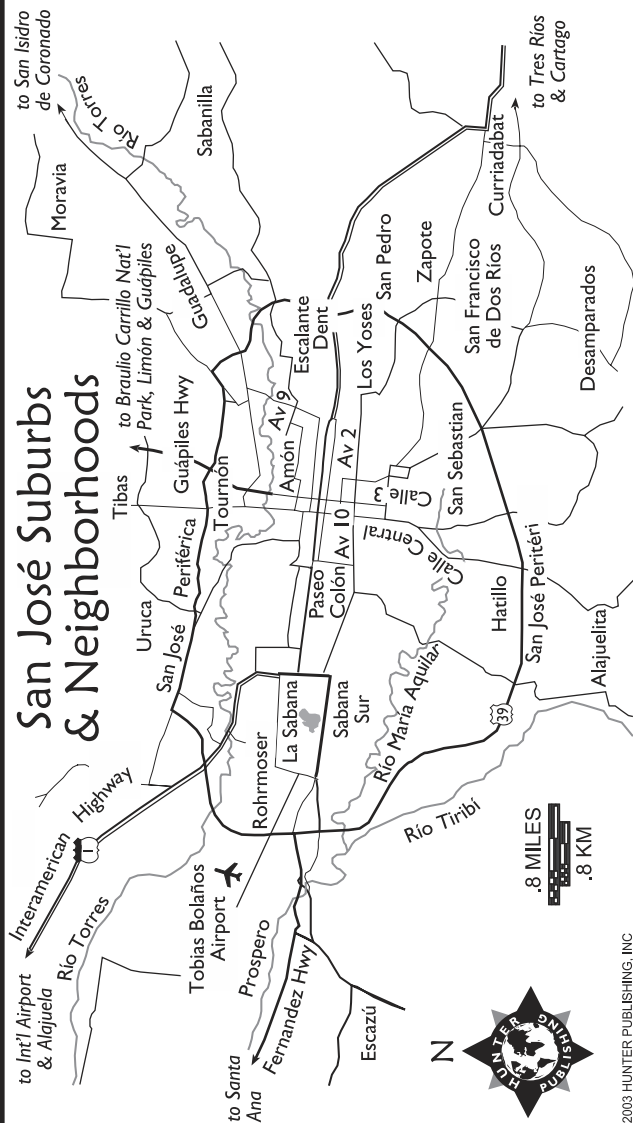 San José Suburbs
& Neighborhoods
to San Isidro
de Coronado
Río Torres
Moravia
Sabanilla
Guadalupe
to Braulio Carrillo Nat'l
Park, Limón & Guápiles
Tibas
Guápiles Hwy
Uruca
San José
Periférica
Tournón
Amón
Av 9
Escalante
Dent
Los Yoses
San Pedro
Zapote
Curriadabat
to Tres Ríos
& Cartago
San Francisco
de Dos Ríos
Desamparados
Av 2
Av 10
Calle 3
San Sebastian
Calle Central
Paseo
Colón
Hatillo
San José Peritéri
Alajuelita
La Sabana
Sabana
Sur
Río María Aquilar
39
Río Tiribí
Rohrmoser
Interamerican
Highway
1
to Int'l Airport
& Alajuela
Río Torres
Tobias Bolaños
Airport
Prospero
Fernandez Hwy
to Santa
Ana
Escazú
.8 MILES
.8 KM
N
HUNTER
PUBLISHING
2003 HUNTER PUBLISHING, INC